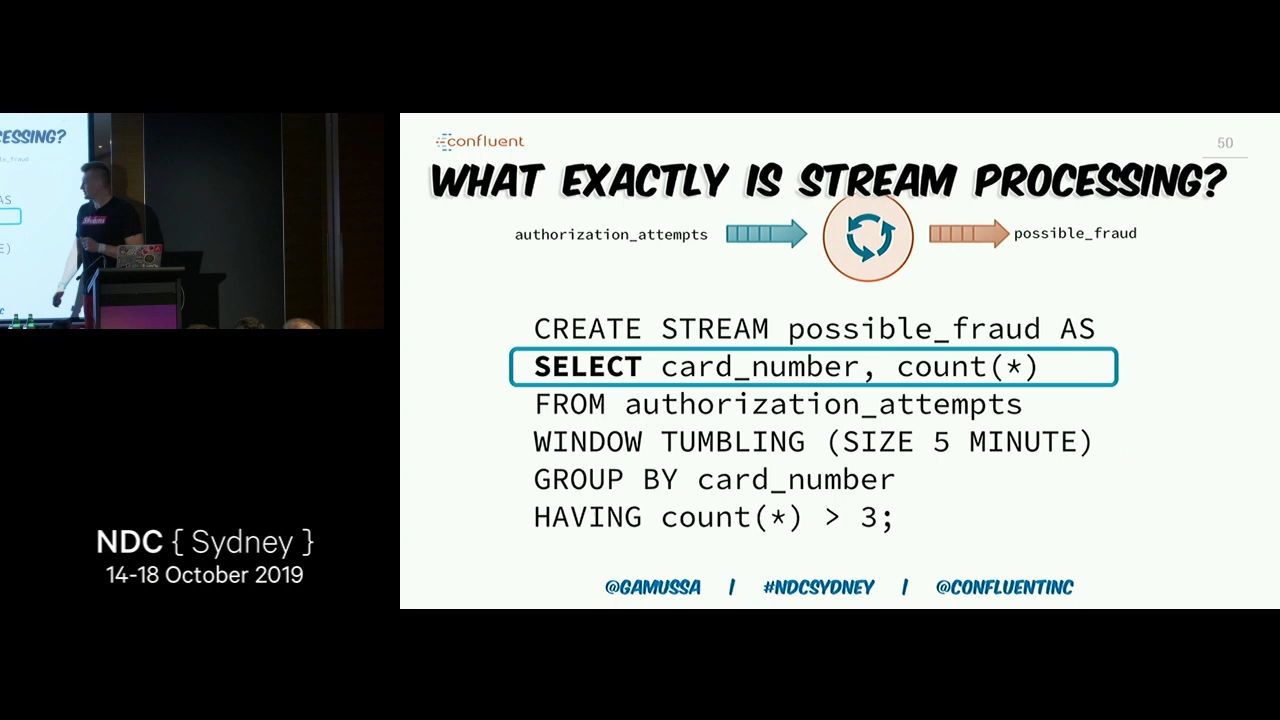 CESSING?
confluent
50
WHAT EXACTLY IS STREAM PROCESSING?
authorization_attempts
possible_fraud
CREATE STREAM possible_fraud AS
SELECT card_number, count(*)
FROM authorization_attempts
WINDOW TUMBLING (SIZE 5 MINUTE)
GROUP BY card_number
HAVING count(*) > 3;
@GAMUSSA | #NDCSYDNEY | @CONFLUENTINC
NDC { Sydney }
14-18 October 2019